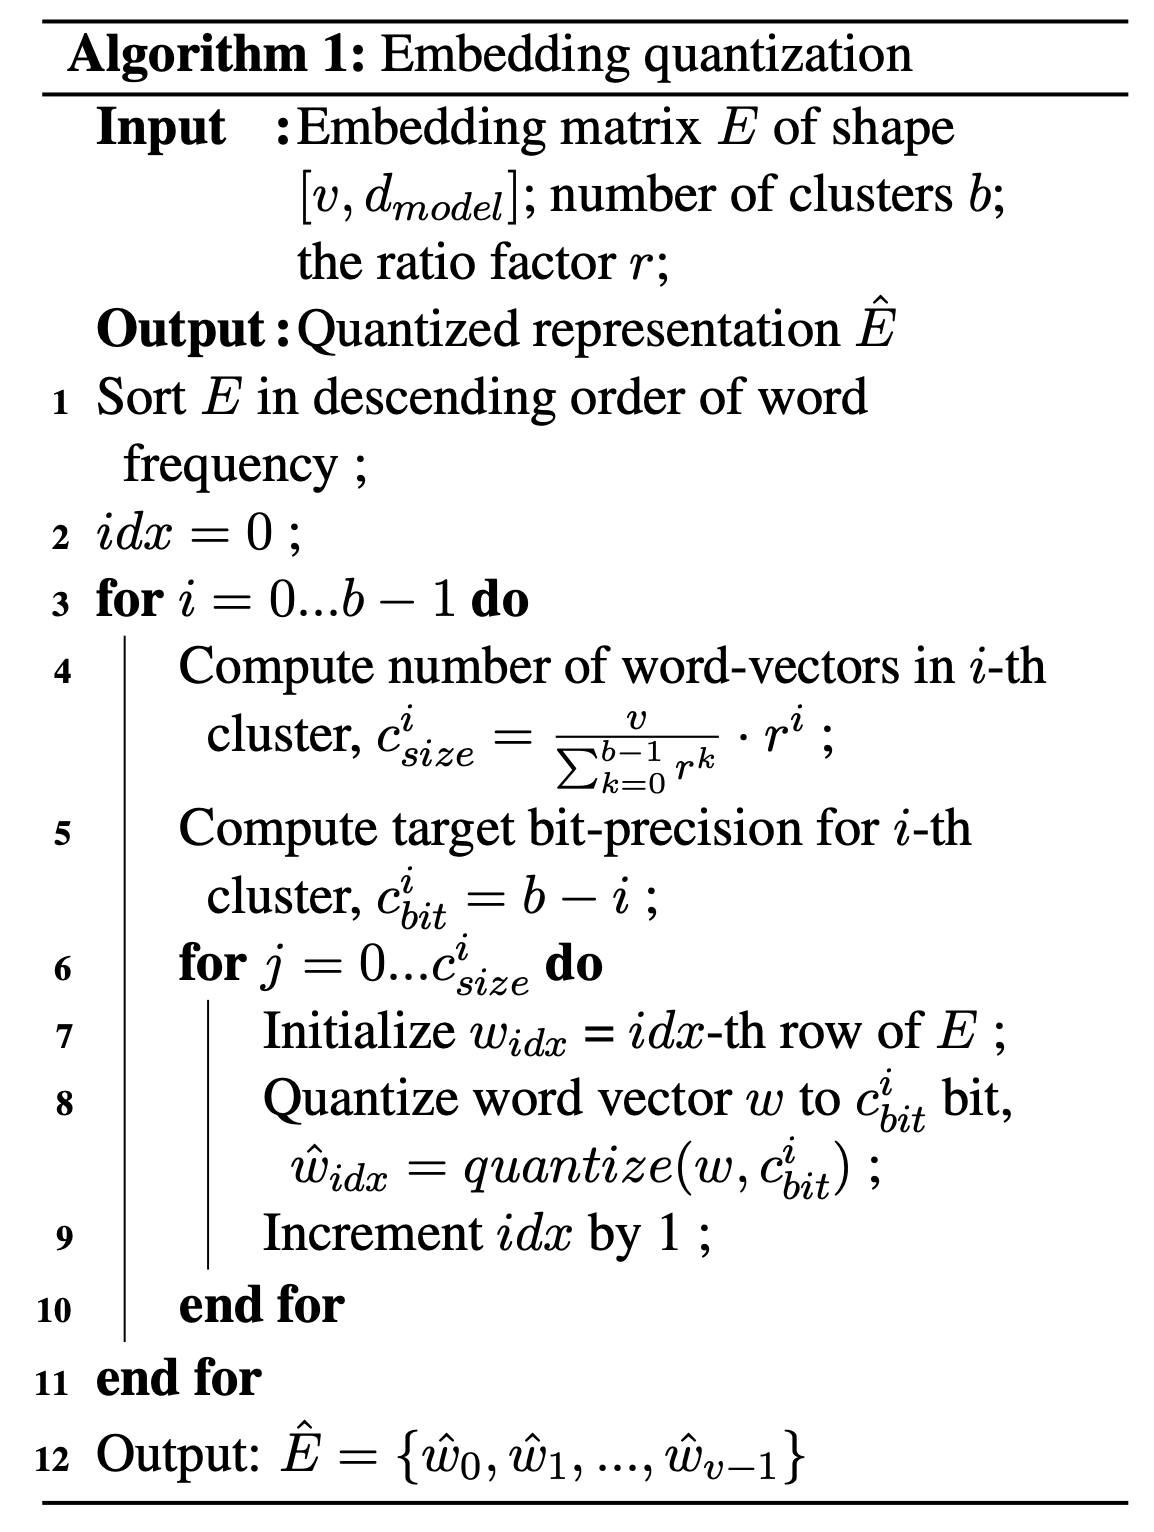 Algorithm 1: Embedding quantization
Input :Embedding matrix $E$ of shape
$[v, d_{model}]$; number of clusters $b$;
the ratio factor $r$;
Output :Quantized representation $\hat{E}$
1 Sort $E$ in descending order of word
frequency ;
2 $idx = 0$ ;
3 for $i = 0...b-1$ do
4 Compute number of word-vectors in $i$-th
cluster, $c^{i}_{size} = \frac{v}{\sum_{k=0}^{b-1} r^k} \cdot r^i$ ;
5 Compute target bit-precision for $i$-th
cluster, $c^{i}_{bit} = b - i$ ;
6 for $j = 0...c^{i}_{size}$ do
7 Initialize $w_{idx}$ = $idx$-th row of $E$ ;
8 Quantize word vector $w$ to $c^{i}_{bit}$ bit,
$\hat{w}_{idx} = quantize(w, c^{i}_{bit})$ ;
9 Increment $idx$ by 1 ;
10 end for
11 end for
12 Output: $\hat{E} = \{\hat{w}_0, \hat{w}_1, ..., \hat{w}_{v-1}\}$